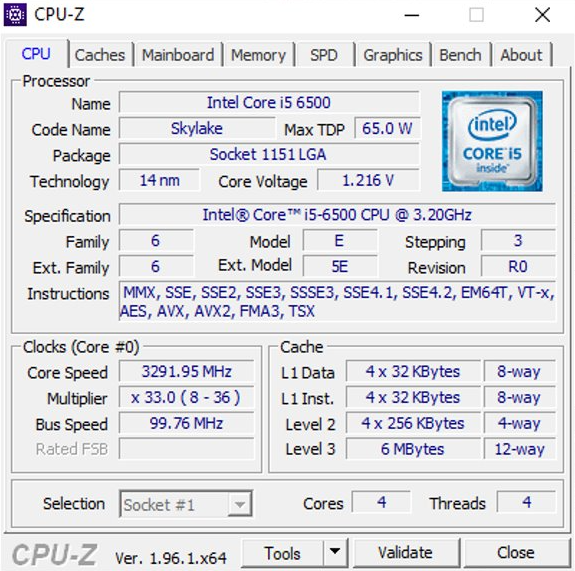 CPU-Z
CPU Caches Mainboard Memory SPD Graphics Bench About
Processor
Name Intel Core i5 6500
Code Name Skylake Max TDP 65.0 W
Package Socket 1151 LGA
Technology 14 nm Core Voltage 1.216 V
intel
CORE i5
inside™
Specification Intel® Core™ i5-6500 CPU @ 3.20GHz
Family 6 Model E Stepping 3
Ext. Family 6 Ext. Model 5E Revision R0
Instructions MMX, SSE, SSE2, SSE3, SSSE3, SSE4.1, SSE4.2, EM64T, VT-x,
AES, AVX, AVX2, FMA3, TSX
Clocks (Core #0) Cache
Core Speed 3291.95 MHz L1 Data 4 x 32 KBytes 8-way
Multiplier x 33.0 ( 8 - 36 ) L1 Inst. 4 x 32 KBytes 8-way
Bus Speed 99.76 MHz Level 2 4 x 256 KBytes 4-way
Rated FSB Level 3 6 MBytes 12-way
Selection Socket #1 Cores 4 Threads 4
CPU-Z Ver. 1.96.1.x64 Tools Validate Close